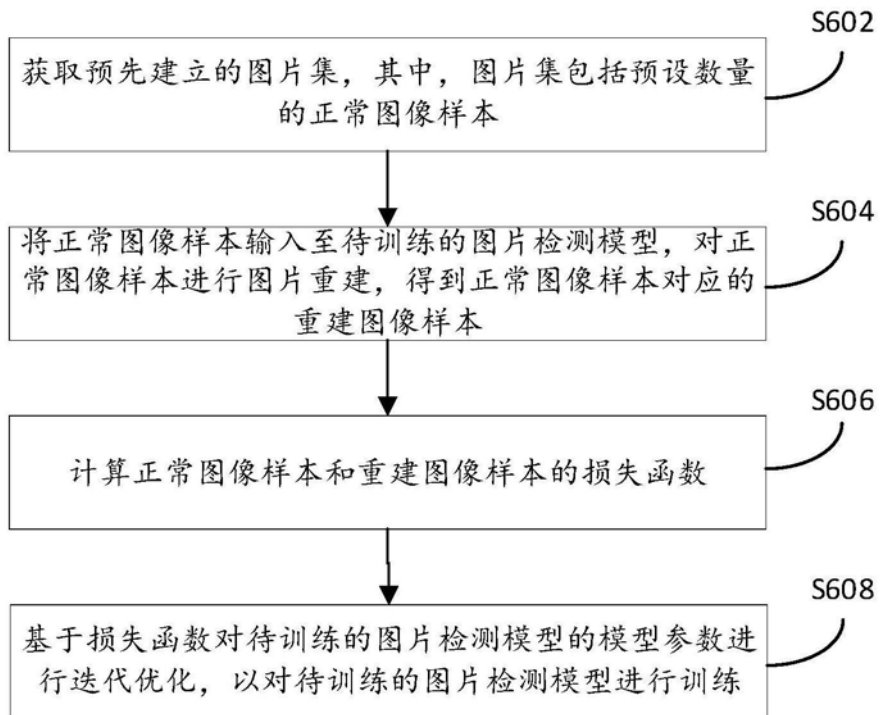 S602
获取预先建立的图片集，其中，图片集包括预设数量
的正常图像样本
S604
将正常图像样本输入至待训练的图片检测模型，对正
常图像样本进行图片重建，得到正常图像样本对应的
重建图像样本
S606
计算正常图像样本和重建图像样本的损失函数
S608
基于损失函数对待训练的图片检测模型的模型参数进
行迭代优化，以对待训练的图片检测模型进行训练